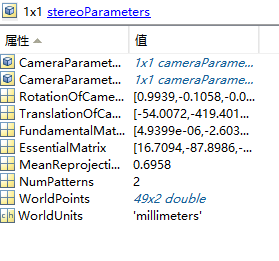 1x1 stereoParameters
属性 值
CameraParamet... 1x1 cameraParame...
CameraParamet... 1x1 cameraParame...
RotationOfCame... [0.9939,-0.1058,-0.0...
TranslationOfCa... [-54.0072,-419.401...
FundamentalMat... [4.9399e-06,-2.603...
EssentialMatrix [16.7094,-87.8986,-...
MeanReprojecti... 0.6958
NumPatterns 2
WorldPoints 49x2 double
WorldUnits 'millimeters'